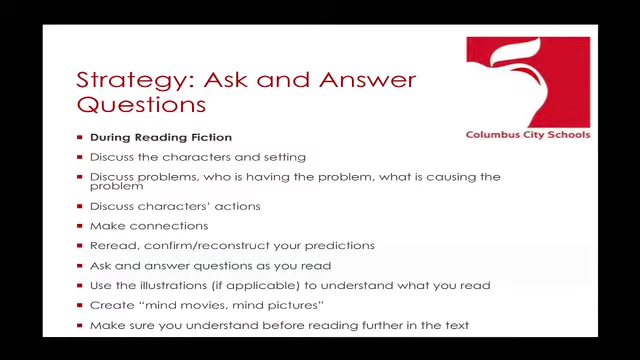 Strategy: Ask and Answer
Questions
Columbus City Schools
During Reading Fiction
Discuss the characters and setting
Discuss problems, who is having the problem, what is causing the
problem
Discuss characters' actions
Make connections
Reread, confirm/reconstruct your predictions
Ask and answer questions as you read
Use the illustrations (if applicable) to understand what you read
Create “mind movies, mind pictures”
Make sure you understand before reading further in the text